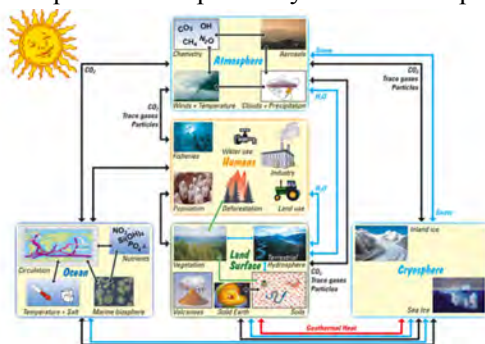 CO₂ OH
CH₄ N₂O
Chemistry
Aerosols
Atmosphere
Winds + Temperature
Clouds + Precipitation
Snow
CO₂
CO₂
Trace gases
Particles
H₂O
CO₂
Trace gases
Particles
Fisheries
Water use
Humans
Industry
Population
Deforestation
Land use
H₂O
NO₃
Si(OH)₄
PO₄
Nutrients
Circulation
Ocean
Temperature + Salt
Marine biosphere
Vegetation
Land
Surface
Terrestrial
Hydrosphere
Volcanoes
Solid Earth
Soils
CO₂
Trace gases
Particles
Snow
Inland ice
Cryosphere
Sea Ice
Geothermal Heat